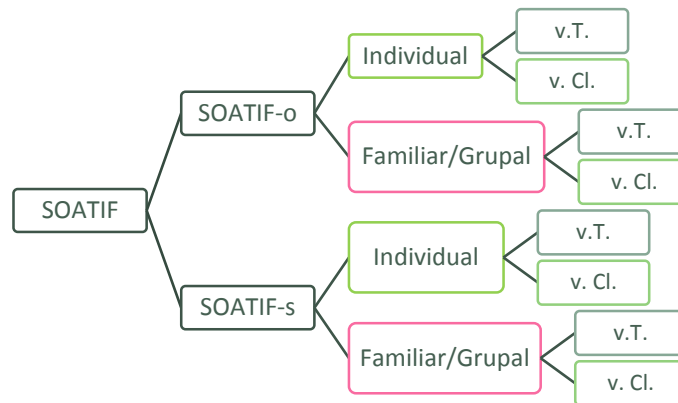 SOATIF
SOATIF-o
Individual
v.T.
v. Cl.
Familiar/Grupal
v.T.
v. Cl.
SOATIF-s
Individual
v.T.
v. Cl.
Familiar/Grupal
v.T.
v. Cl.